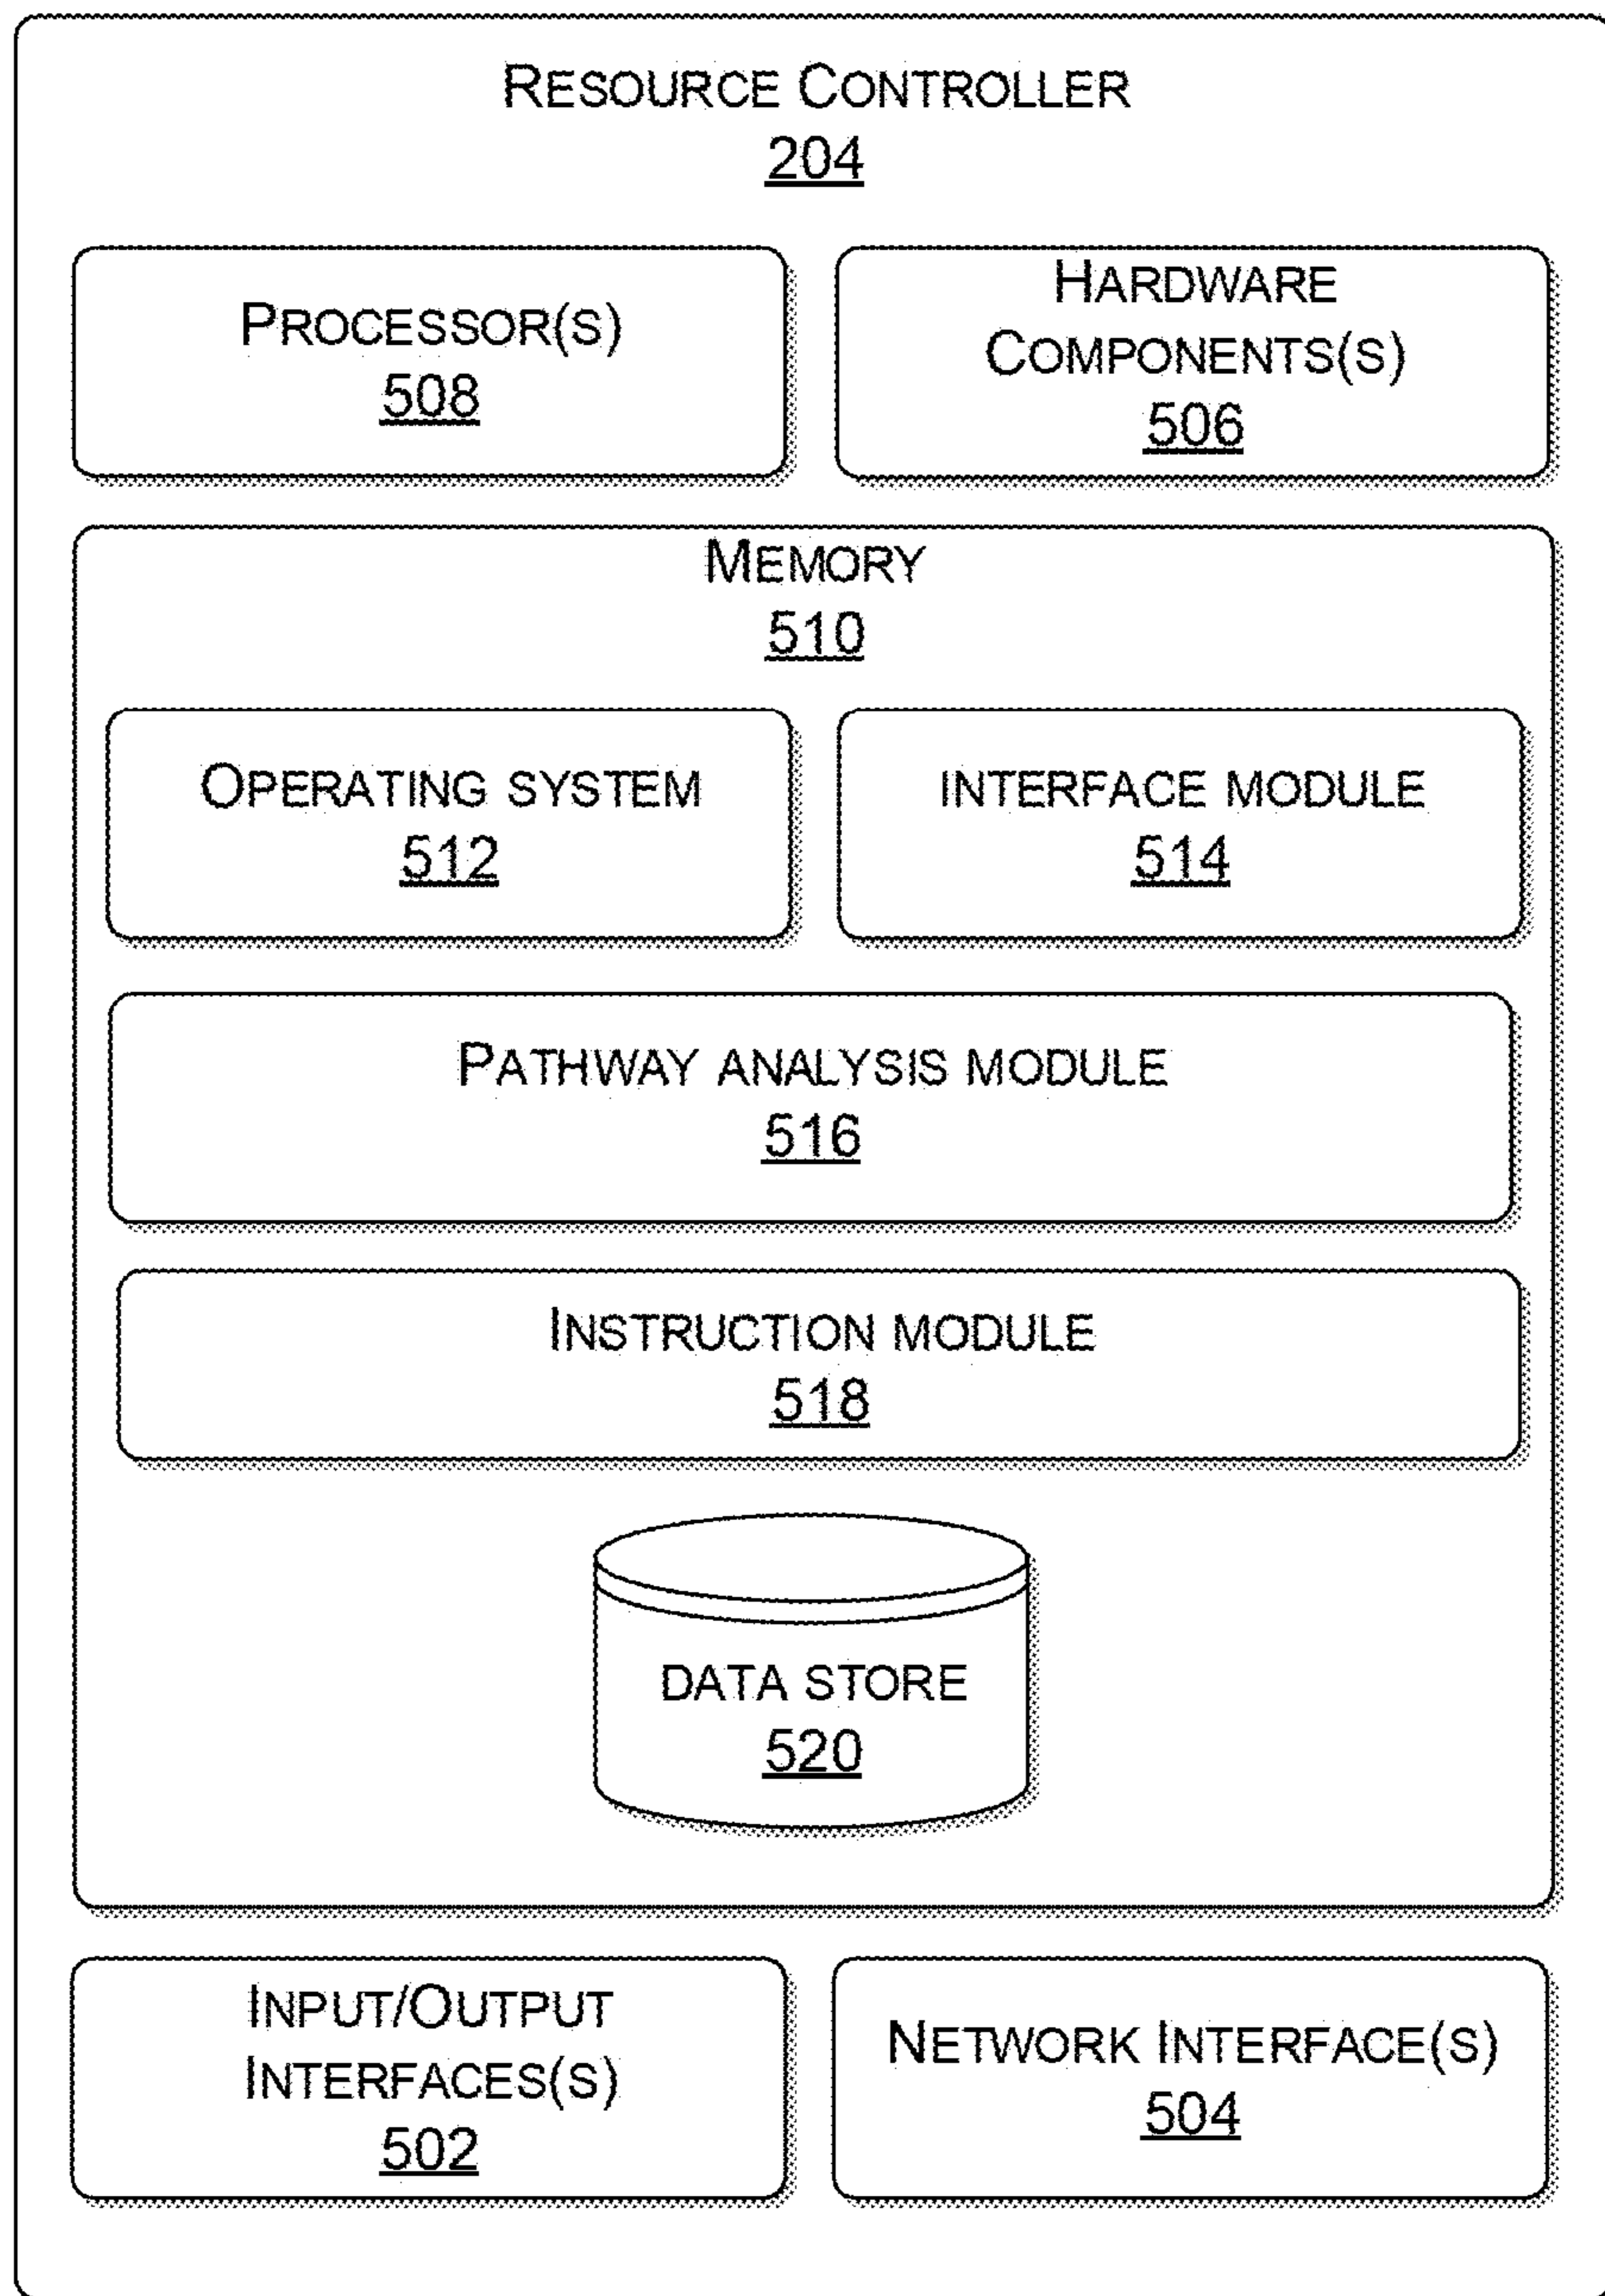 RESOURCE CONTROLLER
204
PROCESSOR(S)
508
HARDWARE
COMPONENTS(S)
506
MEMORY
510
OPERATING SYSTEM
512
INTERFACE MODULE
514
PATHWAY ANALYSIS MODULE
516
INSTRUCTION MODULE
518
DATA STORE
520
INPUT/OUTPUT
INTERFACES(S)
502
NETWORK INTERFACE(S)
504